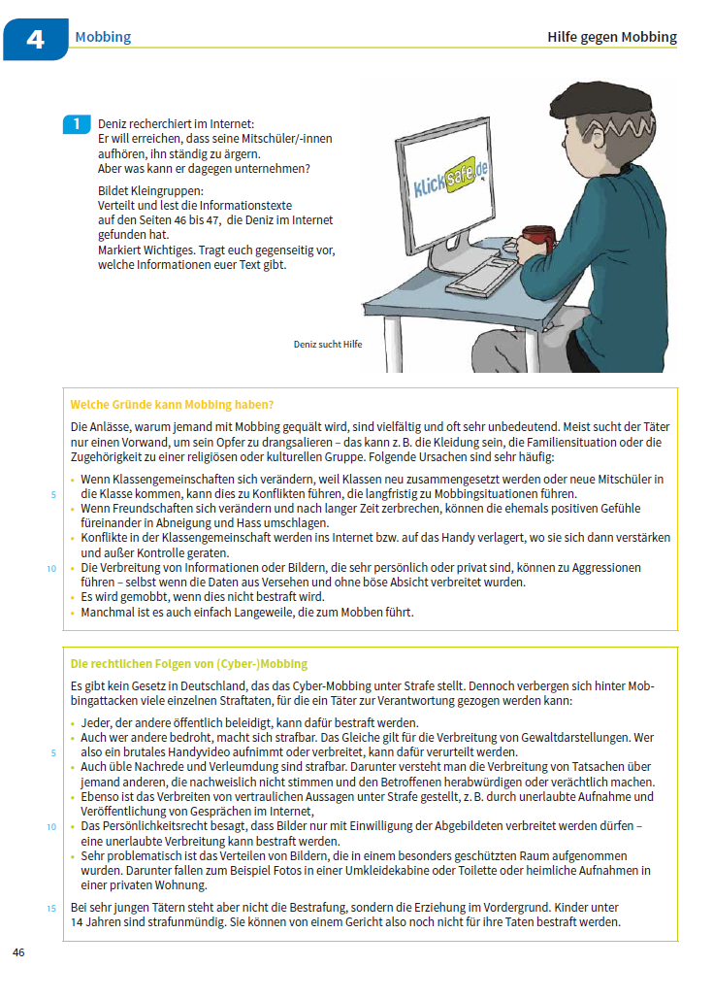 4
Mobbing
Hilfe gegen Mobbing
1
Deniz recherchiert im Internet:
Er will erreichen, dass seine Mitschüler/-innen
aufhören, ihn ständig zu ärgern.
Aber was kann er dagegen unternehmen?
Bildet Kleingruppen:
Verteilt und lest die Informationstexte
auf den Seiten 46 bis 47, die Deniz im Internet
gefunden hat.
Markiert Wichtiges. Tragt euch gegenseitig vor,
welche Informationen euer Text gibt.
klicksafe.de
Deniz sucht Hilfe
Welche Gründe kann Mobbing haben?
Die Anlässe, warum jemand mit Mobbing gequält wird, sind vielfältig und oft sehr unbedeutend. Meist sucht der Täter
nur einen Vorwand, um sein Opfer zu drangsalieren – das kann z. B. die Kleidung sein, die Familiensituation oder die
Zugehörigkeit zu einer religiösen oder kulturellen Gruppe. Folgende Ursachen sind sehr häufig:
• Wenn Klassengemeinschaften sich verändern, weil Klassen neu zusammengesetzt werden oder neue Mitschüler in
5 die Klasse kommen, kann dies zu Konflikten führen, die langfristig zu Mobbingsituationen führen.
• Wenn Freundschaften sich verändern und nach langer Zeit zerbrechen, können die ehemals positiven Gefühle
füreinander in Abneigung und Hass umschlagen.
• Konflikte in der Klassengemeinschaft werden ins Internet bzw. auf das Handy verlagert, wo sie sich dann verstärken
und außer Kontrolle geraten.
10 • Die Verbreitung von Informationen oder Bildern, die sehr persönlich oder privat sind, können zu Aggressionen
führen – selbst wenn die Daten aus Versehen und ohne böse Absicht verbreitet wurden.
• Es wird gemobbt, wenn dies nicht bestraft wird.
• Manchmal ist es auch einfach Langeweile, die zum Mobben führt.
Die rechtlichen Folgen von (Cyber-)Mobbing
Es gibt kein Gesetz in Deutschland, das das Cyber-Mobbing unter Strafe stellt. Dennoch verbergen sich hinter Mob-
bingattacken viele einzelnen Straftaten, für die ein Täter zur Verantwortung gezogen werden kann:
• Jeder, der andere öffentlich beleidigt, kann dafür bestraft werden.
• Auch wer andere bedroht, macht sich strafbar. Das Gleiche gilt für die Verbreitung von Gewaltdarstellungen. Wer
5 also ein brutales Handyvideo aufnimmt oder verbreitet, kann dafür verurteilt werden.
• Auch üble Nachrede und Verleumdung sind strafbar. Darunter versteht man die Verbreitung von Tatsachen über
jemand anderen, die nachweislich nicht stimmen und den Betroffenen herabwürdigen oder verächtlich machen.
• Ebenso ist das Verbreiten von vertraulichen Aussagen unter Strafe gestellt, z. B. durch unerlaubte Aufnahme und
Veröffentlichung von Gesprächen im Internet,
10 • Das Persönlichkeitsrecht besagt, dass Bilder nur mit Einwilligung der Abgebildeten verbreitet werden dürfen –
eine unerlaubte Verbreitung kann bestraft werden.
• Sehr problematisch ist das Verteilen von Bildern, die in einem besonders geschützten Raum aufgenommen
wurden. Darunter fallen zum Beispiel Fotos in einer Umkleidekabine oder Toilette oder heimliche Aufnahmen in
einer privaten Wohnung.
15 Bei sehr jungen Tätern steht aber nicht die Bestrafung, sondern die Erziehung im Vordergrund. Kinder unter
14 Jahren sind strafunmündig. Sie können von einem Gericht also noch nicht für ihre Taten bestraft werden.
46